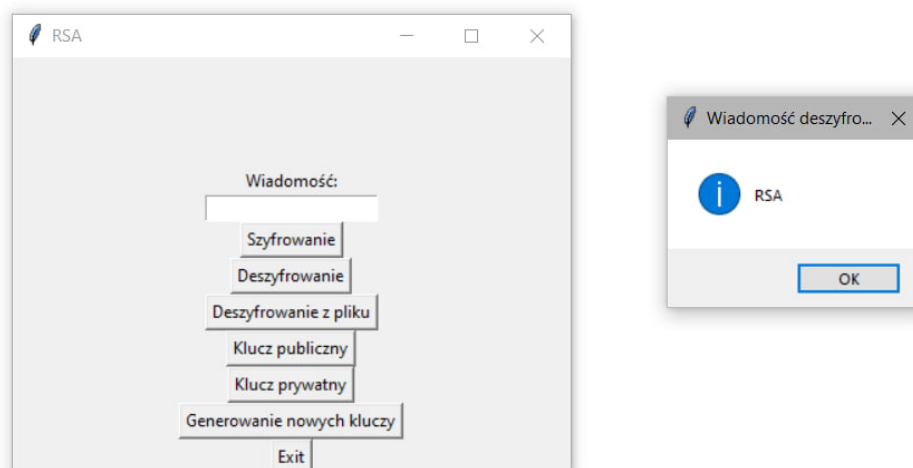 RSA
Wiadomość:
Szyfrowanie
Deszyfrowanie
Deszyfrowanie z pliku
Klucz publiczny
Klucz prywatny
Generowanie nowych kluczy
Exit
Wiadomość deszyfro...
RSA
OK